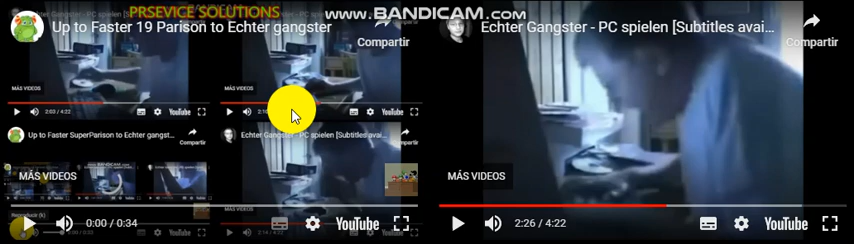 PRSEVICE SOLUTIONS
www.BANDICAM.com
Up to Faster 19 Parison to Echter gangster
Compartir
Echter Gangster - PC spielen [Subtitles avai...
Compartir
MÁS VIDEOS
MÁS VIDEOS
2:03 / 4:22
YouTube
YouTube
Up to Faster SuperParison to Echter gangst...
Compartir
Echter Gangster - PC spielen [Subtitles avai...
Compartir
MÁS VIDEOS
MÁS VIDEOS
Reproducir (k)
0:00 / 0:34
YouTube
2:26 / 4:22
YouTube